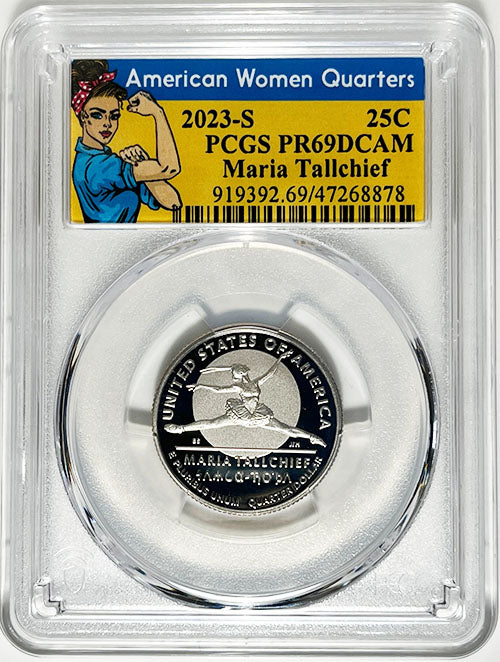 American Women Quarters
2023-S 25C
PCGS PR69DCAM
Maria Tallchief
919392.69/47268878
UNITED STATES OF AMERICA
MARIA TALLCHIEF
E PLURIBUS UNUM QUARTER DOLLAR